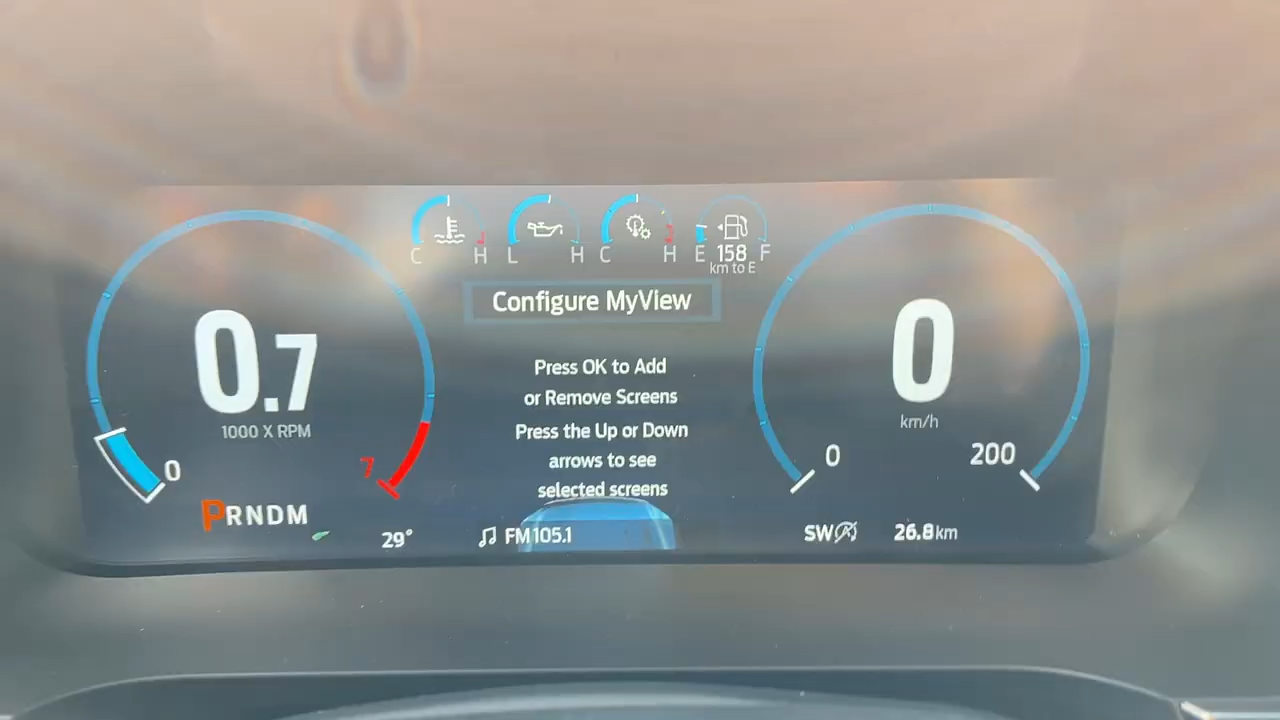 C H L H C H E 158 F
km to E
Configure MyView
0.7
1000 X RPM
0
7
PRNDM
29°
Press OK to Add
or Remove Screens
Press the Up or Down
arrows to see
selected screens
FM 105.1
0
km/h
0
200
SW
26.8 km